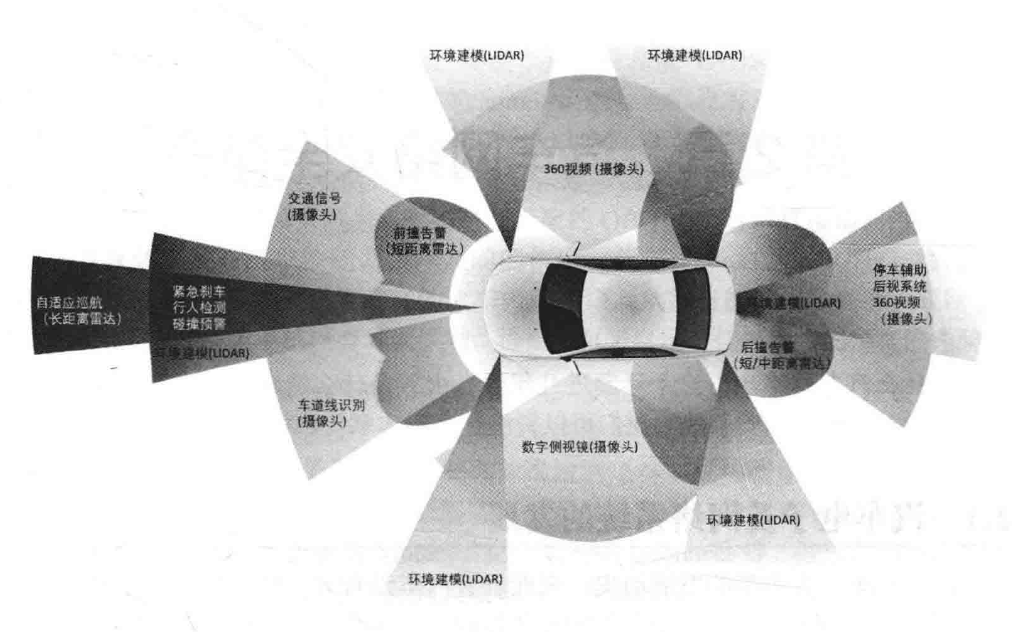 环境建模(LIDAR)
环境建模(LIDAR)
360视频 (摄像头)
交通信号
(摄像头)
前撞告警
(短距离雷达)
自适应巡航
(长距离雷达)
紧急刹车
行人检测
碰撞预警
环境建模(LIDAR)
车道线识别
(摄像头)
环境建模(LIDAR)
停车辅助
后视系统
360视频
(摄像头)
后撞告警
(短/中距离雷达)
数字侧视镜(摄像头)
环境建模(LIDAR)
环境建模(LIDAR)